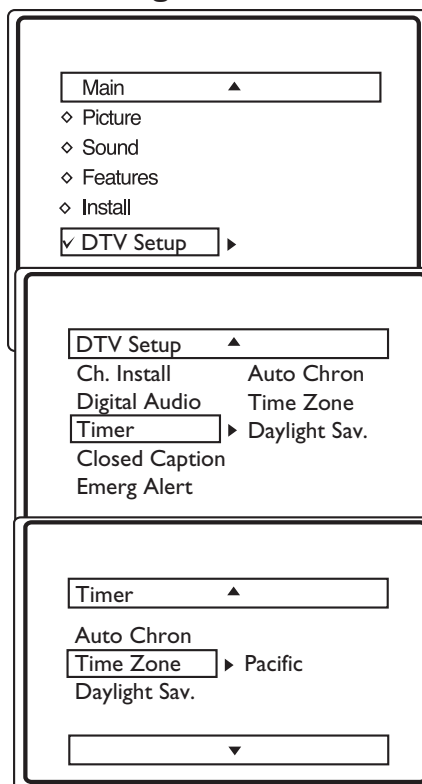 Main ▲
◇ Picture
◇ Sound
◇ Features
◇ Install
✓ DTV Setup ▶
DTV Setup ▲
Ch. Install Auto Chron
Digital Audio Time Zone
Timer ▶ Daylight Sav.
Closed Caption
Emerg Alert
Timer ▲
Auto Chron
Time Zone ▶ Pacific
Daylight Sav.
▼